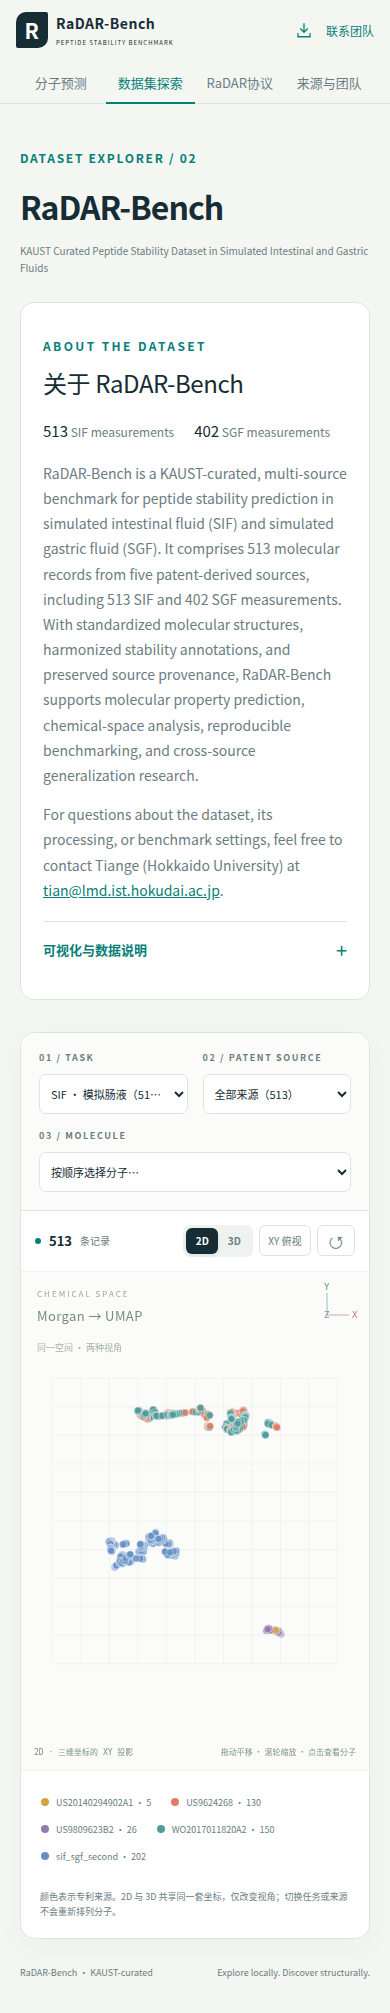 R RaDAR-Bench
PEPTIDE STABILITY BENCHMARK
联系团队
分子预测 数据集探索 RaDAR协议 来源与团队
DATASET EXPLORER / 02
RaDAR-Bench
KAUST Curated Peptide Stability Dataset in Simulated Intestinal and Gastric
Fluids
ABOUT THE DATASET
关于 RaDAR-Bench
513 SIF measurements 402 SGF measurements
RaDAR-Bench is a KAUST-curated, multi-source
benchmark for peptide stability prediction in
simulated intestinal fluid (SIF) and simulated
gastric fluid (SGF). It comprises 513 molecular
records from five patent-derived sources,
including 513 SIF and 402 SGF measurements.
With standardized molecular structures,
harmonized stability annotations, and
preserved source provenance, RaDAR-Bench
supports molecular property prediction,
chemical-space analysis, reproducible
benchmarking, and cross-source
generalization research.
For questions about the dataset, its
processing, or benchmark settings, feel free to
contact Tiange (Hokkaido University) at
tian@lmd.ist.hokudai.ac.jp.
可视化与数据说明 +
01 / TASK 02 / PATENT SOURCE
SIF · 模拟肠液（51… 全部来源（513）
03 / MOLECULE
按顺序选择分子…
513 条记录 2D 3D XY 俯视
CHEMICAL SPACE
Morgan → UMAP
同一空间 · 两种视角
Y
Z X
2D · 三维坐标的 XY 投影 拖动平移 · 滚轮缩放 · 点击查看分子
US20140294902A1 · 5 US9624268 · 130
US9809623B2 · 26 WO2017011820A2 · 150
sif_sgf_second · 202
颜色表示专利来源。2D 与 3D 共享同一套坐标，仅改变视角；切换任务或来源
不会重新排列分子。
RaDAR-Bench · KAUST-curated Explore locally. Discover structurally.